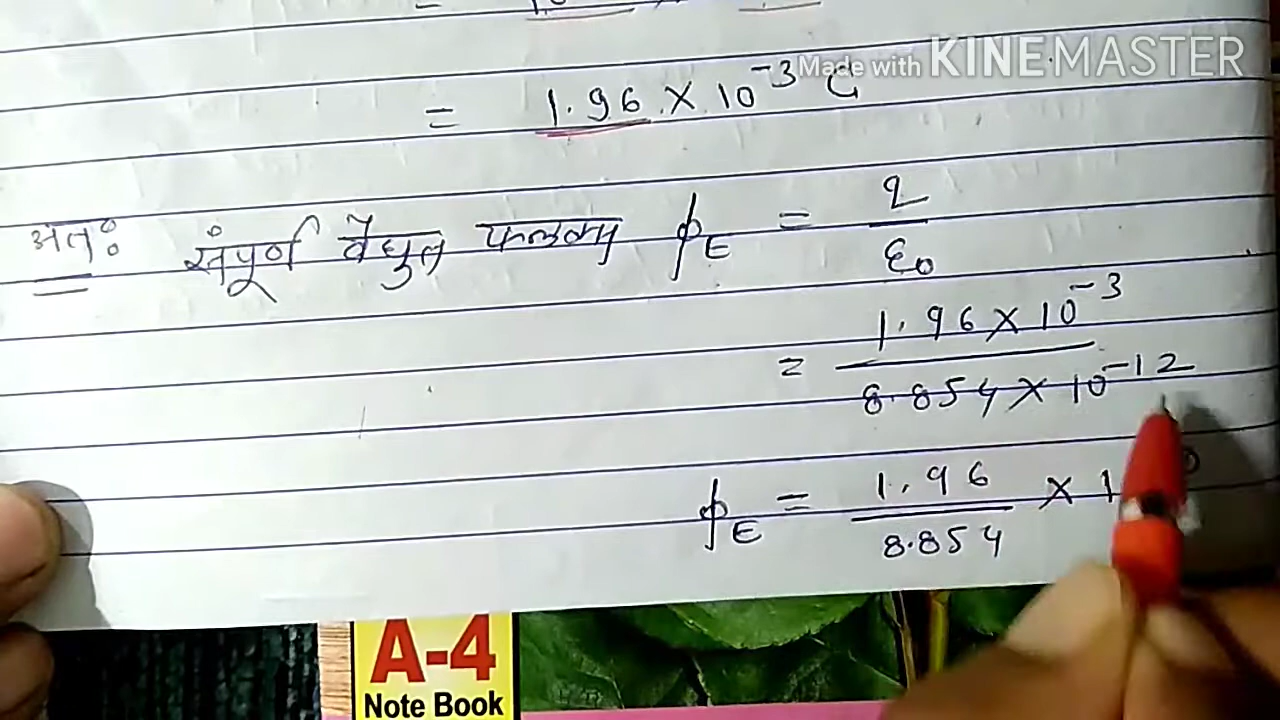 Made with KINEMASTER
= 1.96 × 10⁻³ C
अतः संपूर्ण वैद्युत फ्लक्स ϕE = q / ε₀
= 1.96 × 10⁻³ / 8.854 × 10⁻¹²
ϕE = 1.96 / 8.854 × 1
A-4
Note Book